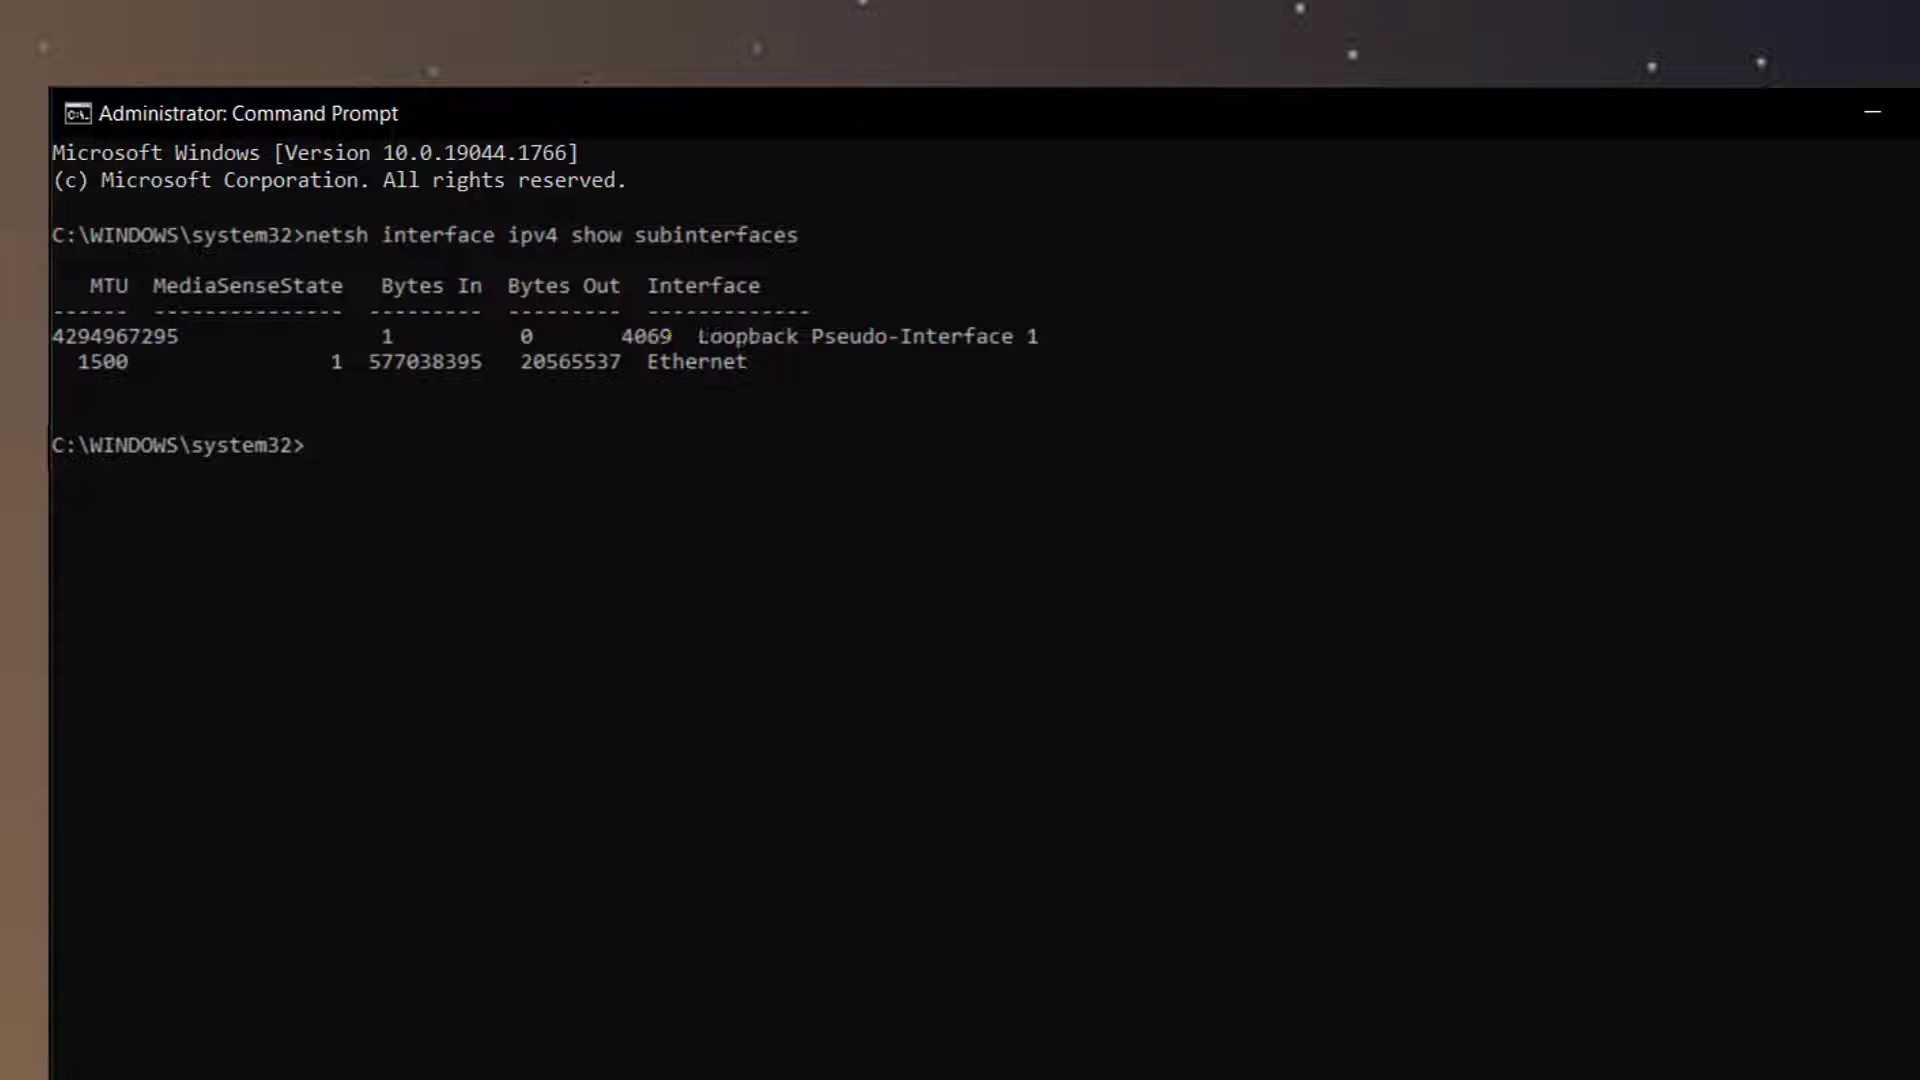 Administrator: Command Prompt
Microsoft Windows [Version 10.0.19044.1766]
(c) Microsoft Corporation. All rights reserved.
C:\WINDOWS\system32>netsh interface ipv4 show subinterfaces
   MTU  MediaSenseState   Bytes In  Bytes Out  Interface
------  ---------------  ---------  ---------  -------------
4294967295                1          0       4069  Loopback Pseudo-Interface 1
  1500                1  577038395   20565537  Ethernet
C:\WINDOWS\system32>